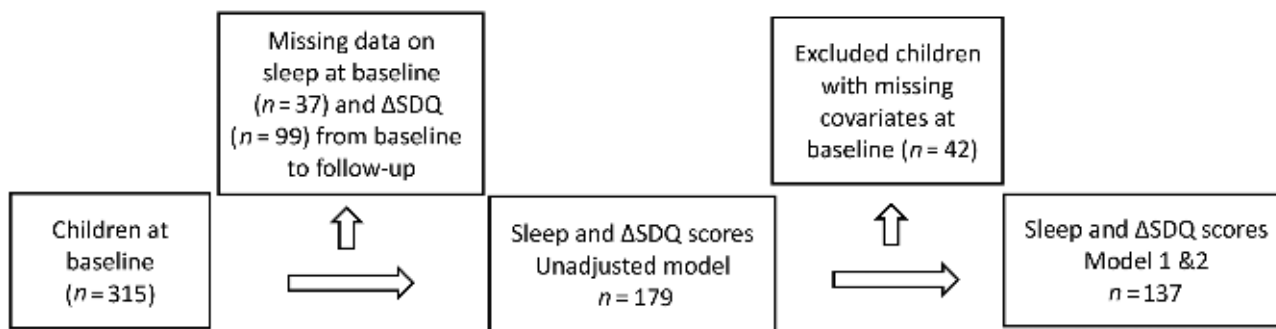 Children at
baseline
(n = 315)
Missing data on
sleep at baseline
(n = 37) and ΔSDQ
(n = 99) from baseline
to follow-up
Sleep and ΔSDQ scores
Unadjusted model
n = 179
Excluded children
with missing
covariates at
baseline (n = 42)
Sleep and ΔSDQ scores
Model 1 &2
n = 137